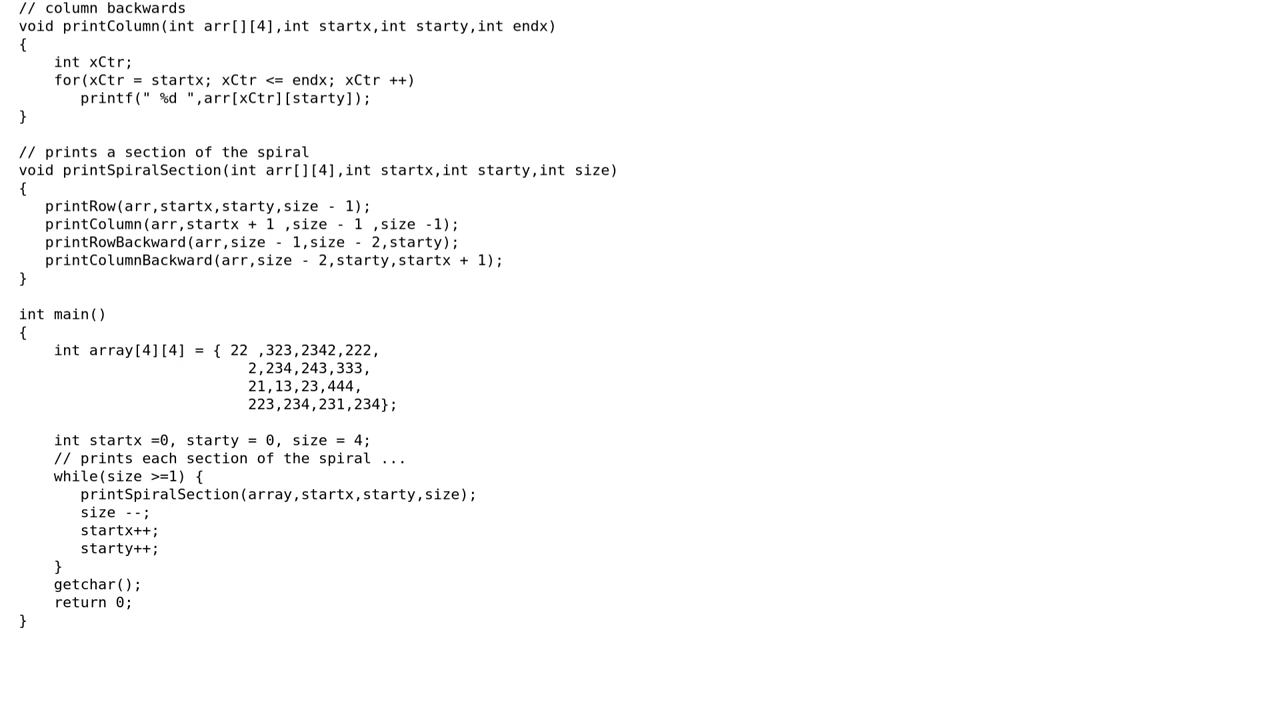 // column backwards
void printColumn(int arr[][4],int startx,int starty,int endx)
{
    int xCtr;
    for(xCtr = startx; xCtr <= endx; xCtr ++)
       printf(" %d ",arr[xCtr][starty]);
}

// prints a section of the spiral
void printSpiralSection(int arr[][4],int startx,int starty,int size)
{
   printRow(arr,startx,starty,size - 1);
   printColumn(arr,startx + 1 ,size - 1 ,size -1);
   printRowBackward(arr,size - 1,size - 2,starty);
   printColumnBackward(arr,size - 2,starty,startx + 1);
}

int main()
{
    int array[4][4] = { 22 ,323,2342,222,
                          2,234,243,333,
                          21,13,23,444,
                          223,234,231,234};

    int startx =0, starty = 0, size = 4;
    // prints each section of the spiral ...
    while(size >=1) {
       printSpiralSection(array,startx,starty,size);
       size --;
       startx++;
       starty++;
    }
    getchar();
    return 0;
}